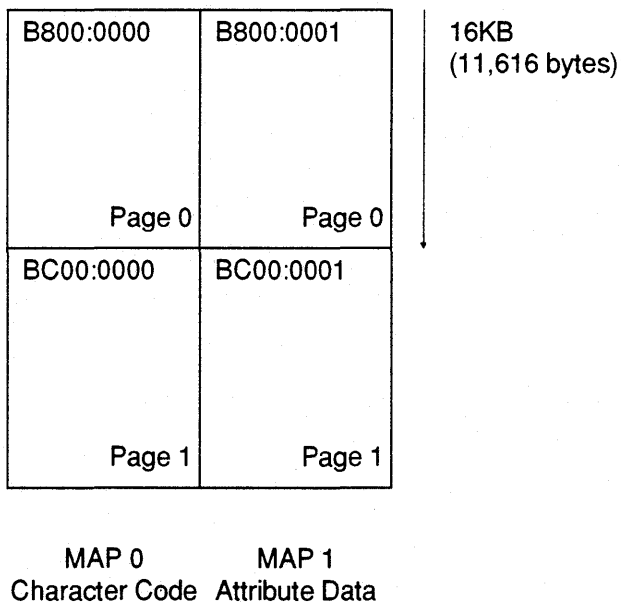 B800:0000 B800:0001 16KB
(11,616 bytes)
Page 0 Page 0
BC00:0000 BC00:0001
Page 1 Page 1
MAP 0 MAP 1
Character Code Attribute Data